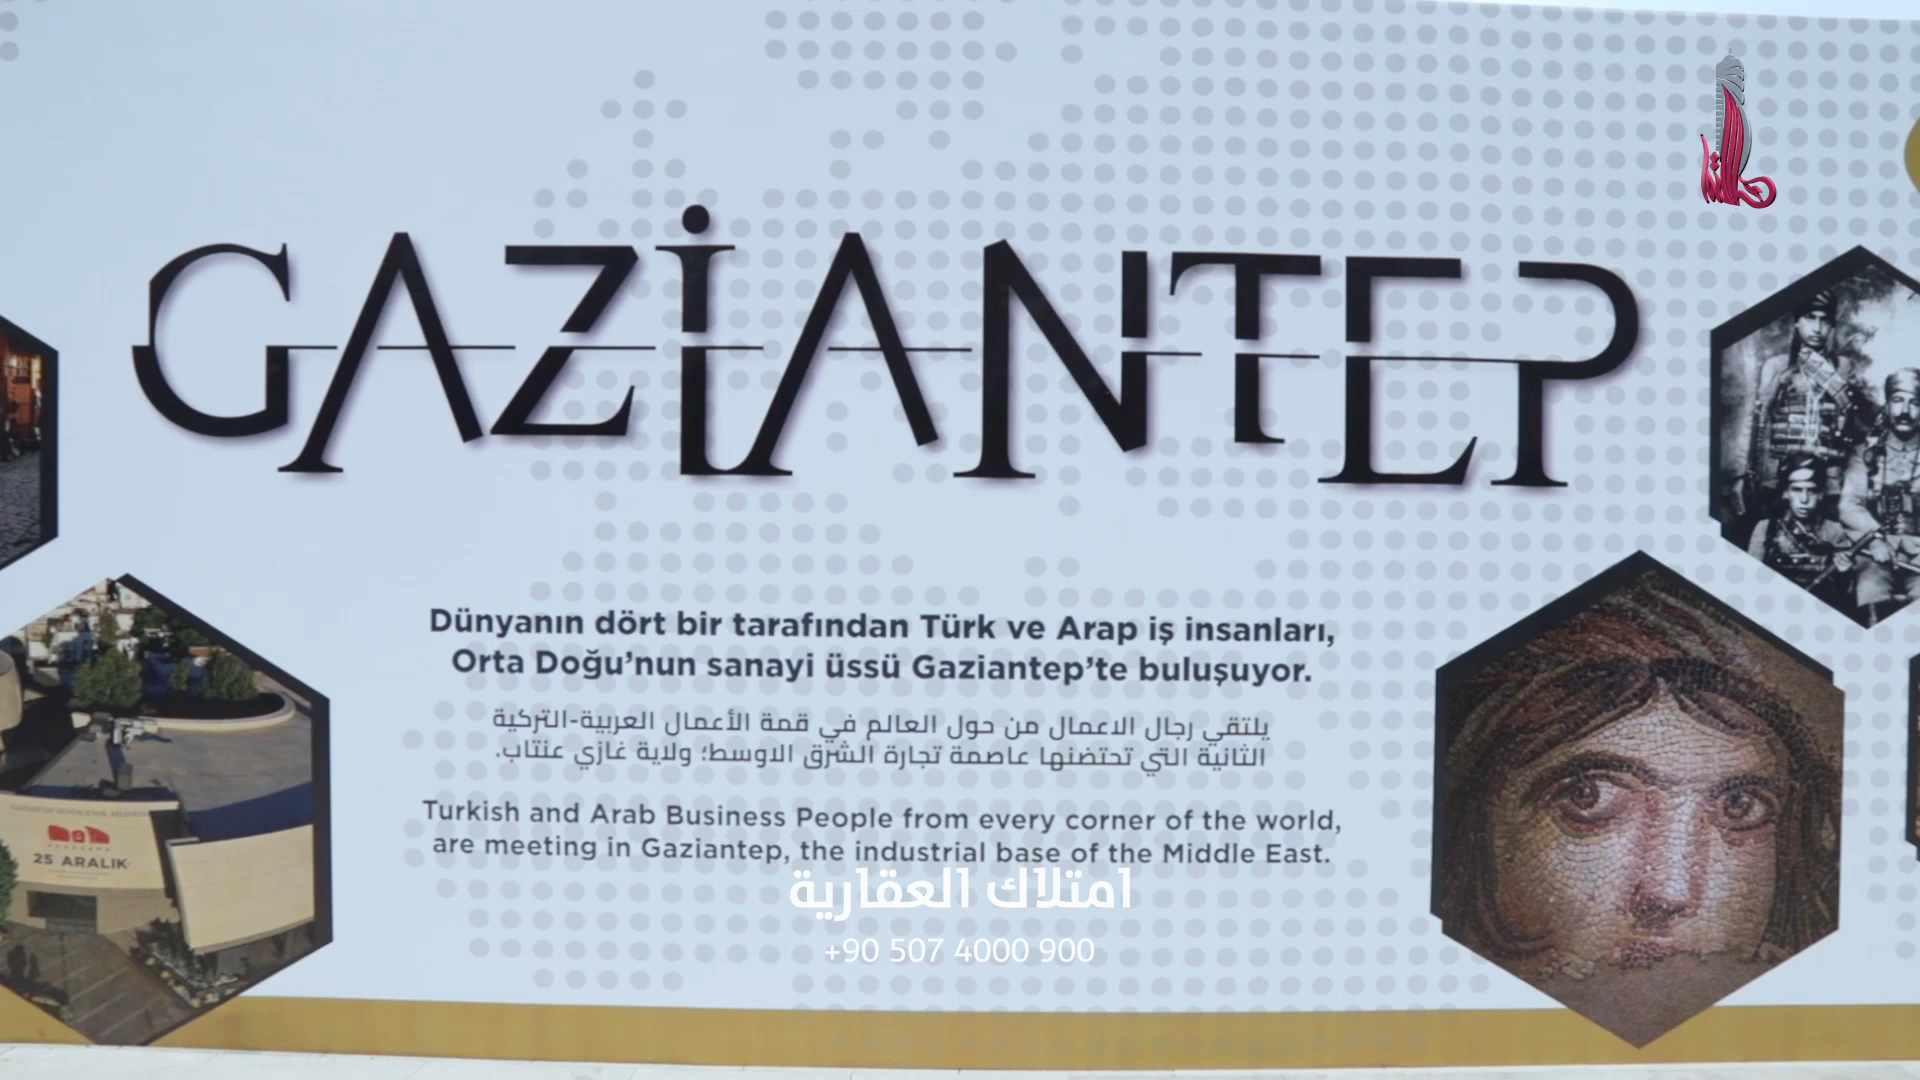 GAZİANTEP
Dünyanın dört bir tarafından Türk ve Arap iş insanları,
Orta Doğu’nun sanayi üssü Gaziantep’te buluşuyor.
يلتقي رجال الاعمال من حول العالم في قمة الأعمال العربية-التركية
الثانية التي تحتضنها عاصمة تجارة الشرق الاوسط؛ ولاية غازي عنتاب.
Turkish and Arab Business People from every corner of the world,
are meeting in Gaziantep, the industrial base of the Middle East.
25 ARALIK
امتلاك العقارية
+90 507 4000 900